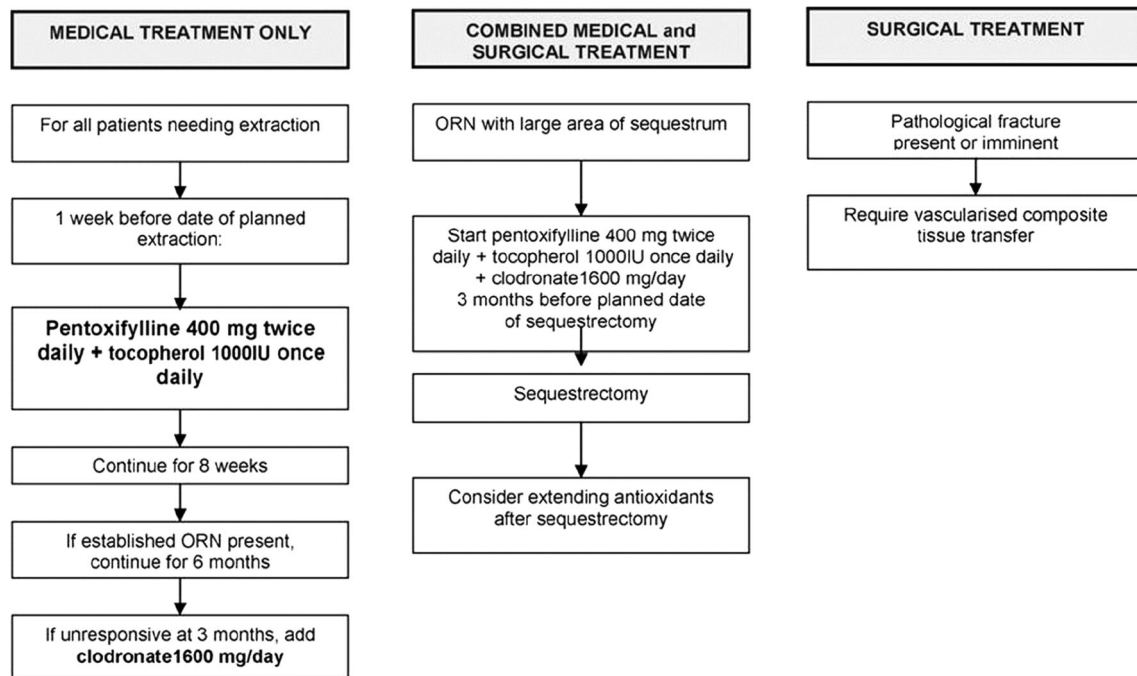 MEDICAL TREATMENT ONLY
For all patients needing extraction
1 week before date of planned
extraction:
Pentoxifylline 400 mg twice
daily + tocopherol 1000IU once
daily
Continue for 8 weeks
If established ORN present,
continue for 6 months
If unresponsive at 3 months, add
clodronate1600 mg/day
COMBINED MEDICAL and
SURGICAL TREATMENT
ORN with large area of sequestrum
Start pentoxifylline 400 mg twice
daily + tocopherol 1000IU once daily
+ clodronate1600 mg/day
3 months before planned date
of sequestrectomy
Sequestrectomy
Consider extending antioxidants
after sequestrectomy
SURGICAL TREATMENT
Pathological fracture
present or imminent
Require vascularised composite
tissue transfer